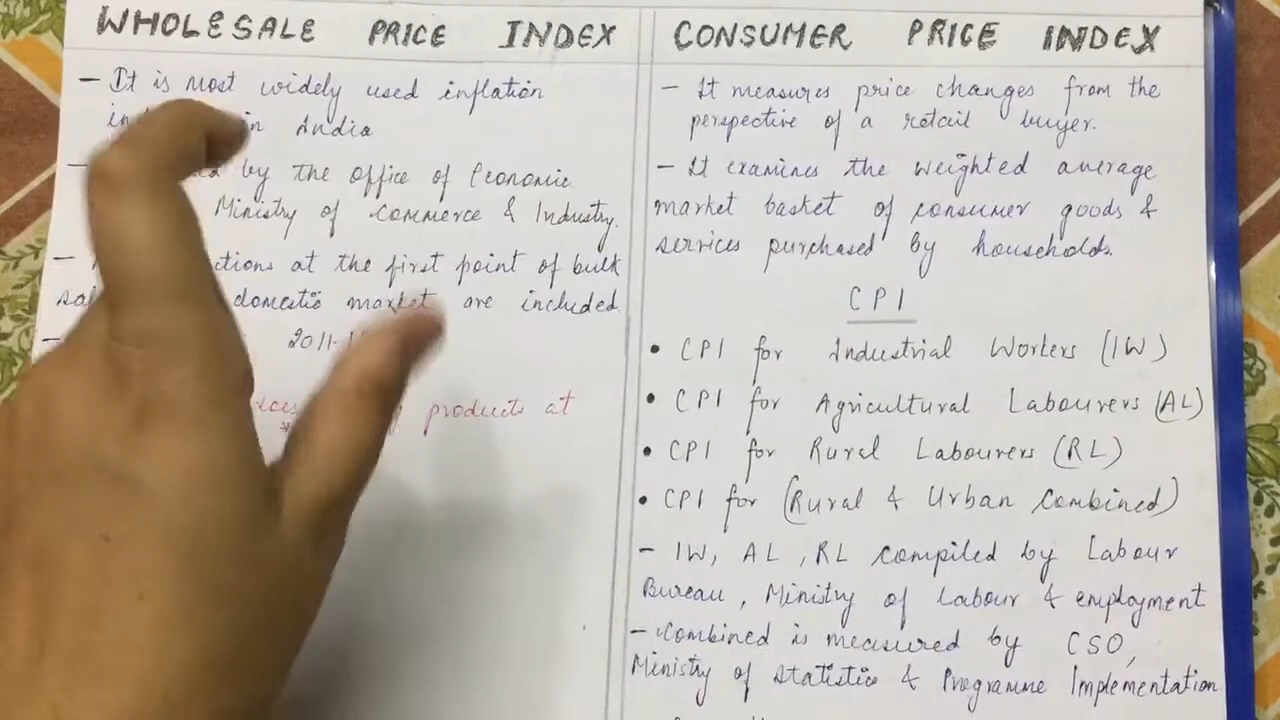 WHOLESALE PRICE INDEX
- It is most widely used inflation
in India
by the office of Economic
Ministry of Commerce & Industry.
- at the first point of bulk
domestic market are included
- 2011-
products at
CONSUMER PRICE INDEX
- It measures price changes from the
perspective of a retail buyer.
- It examines the weighted average
market basket of consumer goods &
services purchased by households.
CPI
• CPI for Industrial Workers (IW)
• CPI for Agricultural Labourers (AL)
• CPI for Rural Labourers (RL)
• CPI for (Rural & Urban Combined)
- IW, AL, RL compiled by Labour
Bureau, Ministry of Labour & employment
- Combined is measured by CSO,
Ministry of Statistics & Programme Implementation